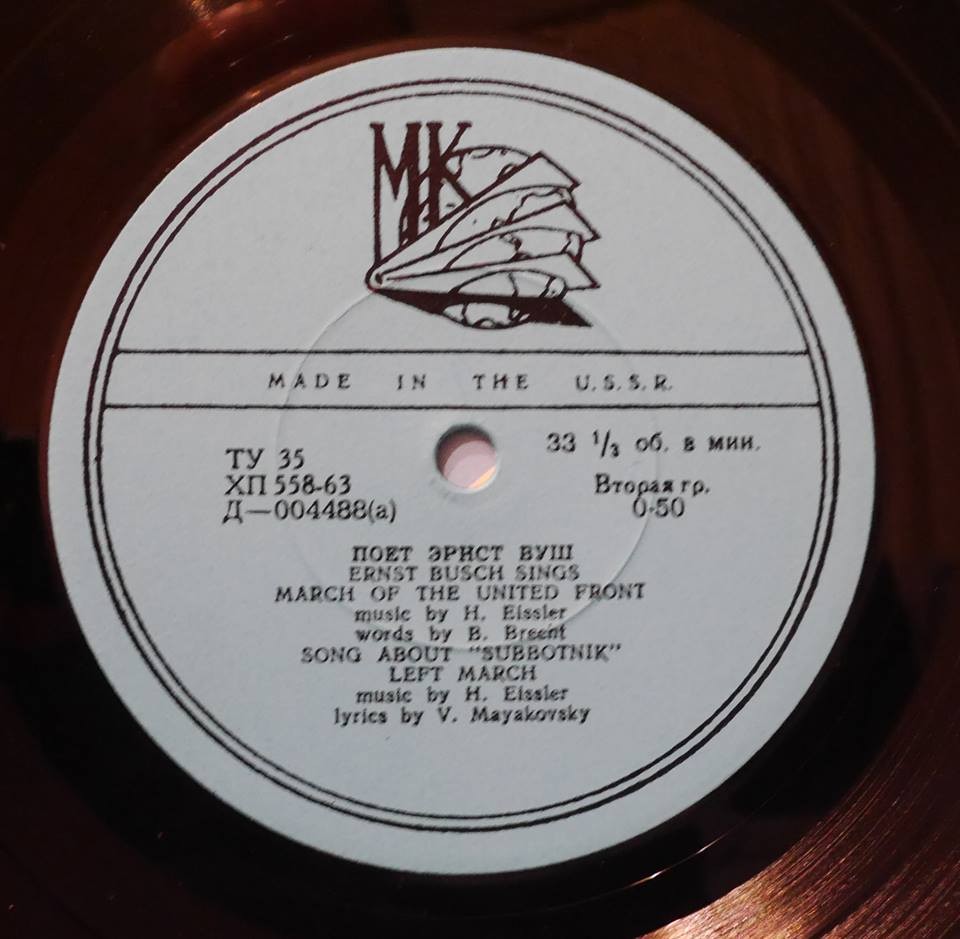 МК
MADE IN THE U.S.S.R.
ТУ 35
ХП 558-63
Д—004488(а)
33 1/3 об. в мин.
Вторая гр.
0-50
ПОЕТ ЭРНСТ БУШ
ERNST BUSCH SINGS
MARCH OF THE UNITED FRONT
music by H. Eissler
words by B. Brecht
SONG ABOUT "SUBBOTNIK"
LEFT MARCH
music by H. Eissler
lyrics by V. Mayakovsky